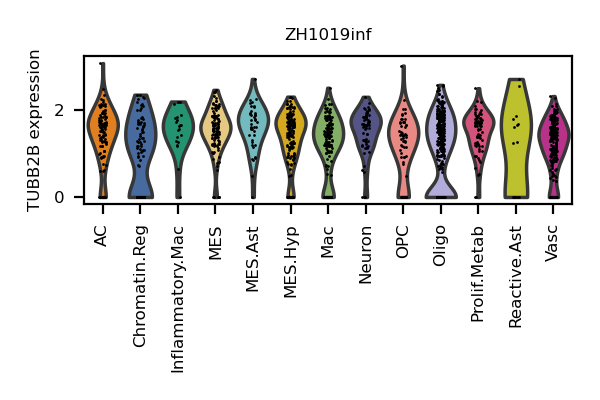 ZH1019inf
TUBB2B expression
2
0
AC
Chromatin.Reg
Inflammatory.Mac
MES
MES.Ast
MES.Hyp
Mac
Neuron
OPC
Oligo
Prolif.Metab
Reactive.Ast
Vasc